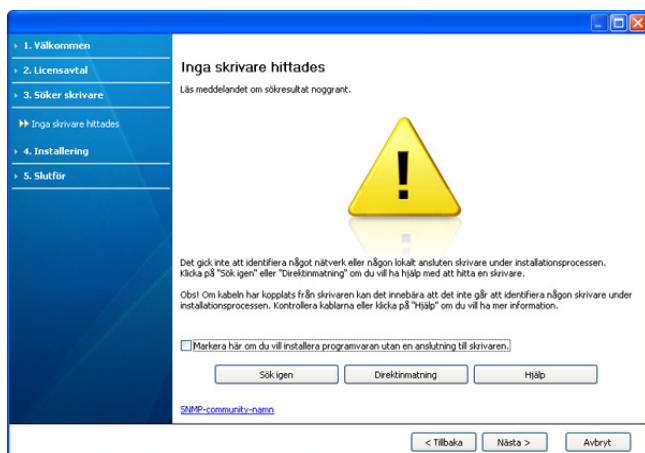 1. Välkommen
2. Licensavtal
3. Söker skrivare
Inga skrivare hittades
4. Installering
5. Slutför
Inga skrivare hittades
Läs meddelandet om sökresultat noggrant.
Det gick inte att identifiera något nätverk eller någon lokalt ansluten skrivare under installationsprocessen.
Klicka på "Sök igen" eller "Direktinmatning" om du vill ha hjälp med att hitta en skrivare.
Obs! Om kabeln har kopplats från skrivaren kan det innebära att det inte går att identifiera någon skrivare under
installationsprocessen. Kontrollera kablarna eller klicka på "Hjälp" om du vill ha mer information.
Markera här om du vill installera programvaran utan en anslutning till skrivaren.
Sök igen Direktinmatning Hjälp
SNMP-community-namn
< Tillbaka Nästa > Avbryt